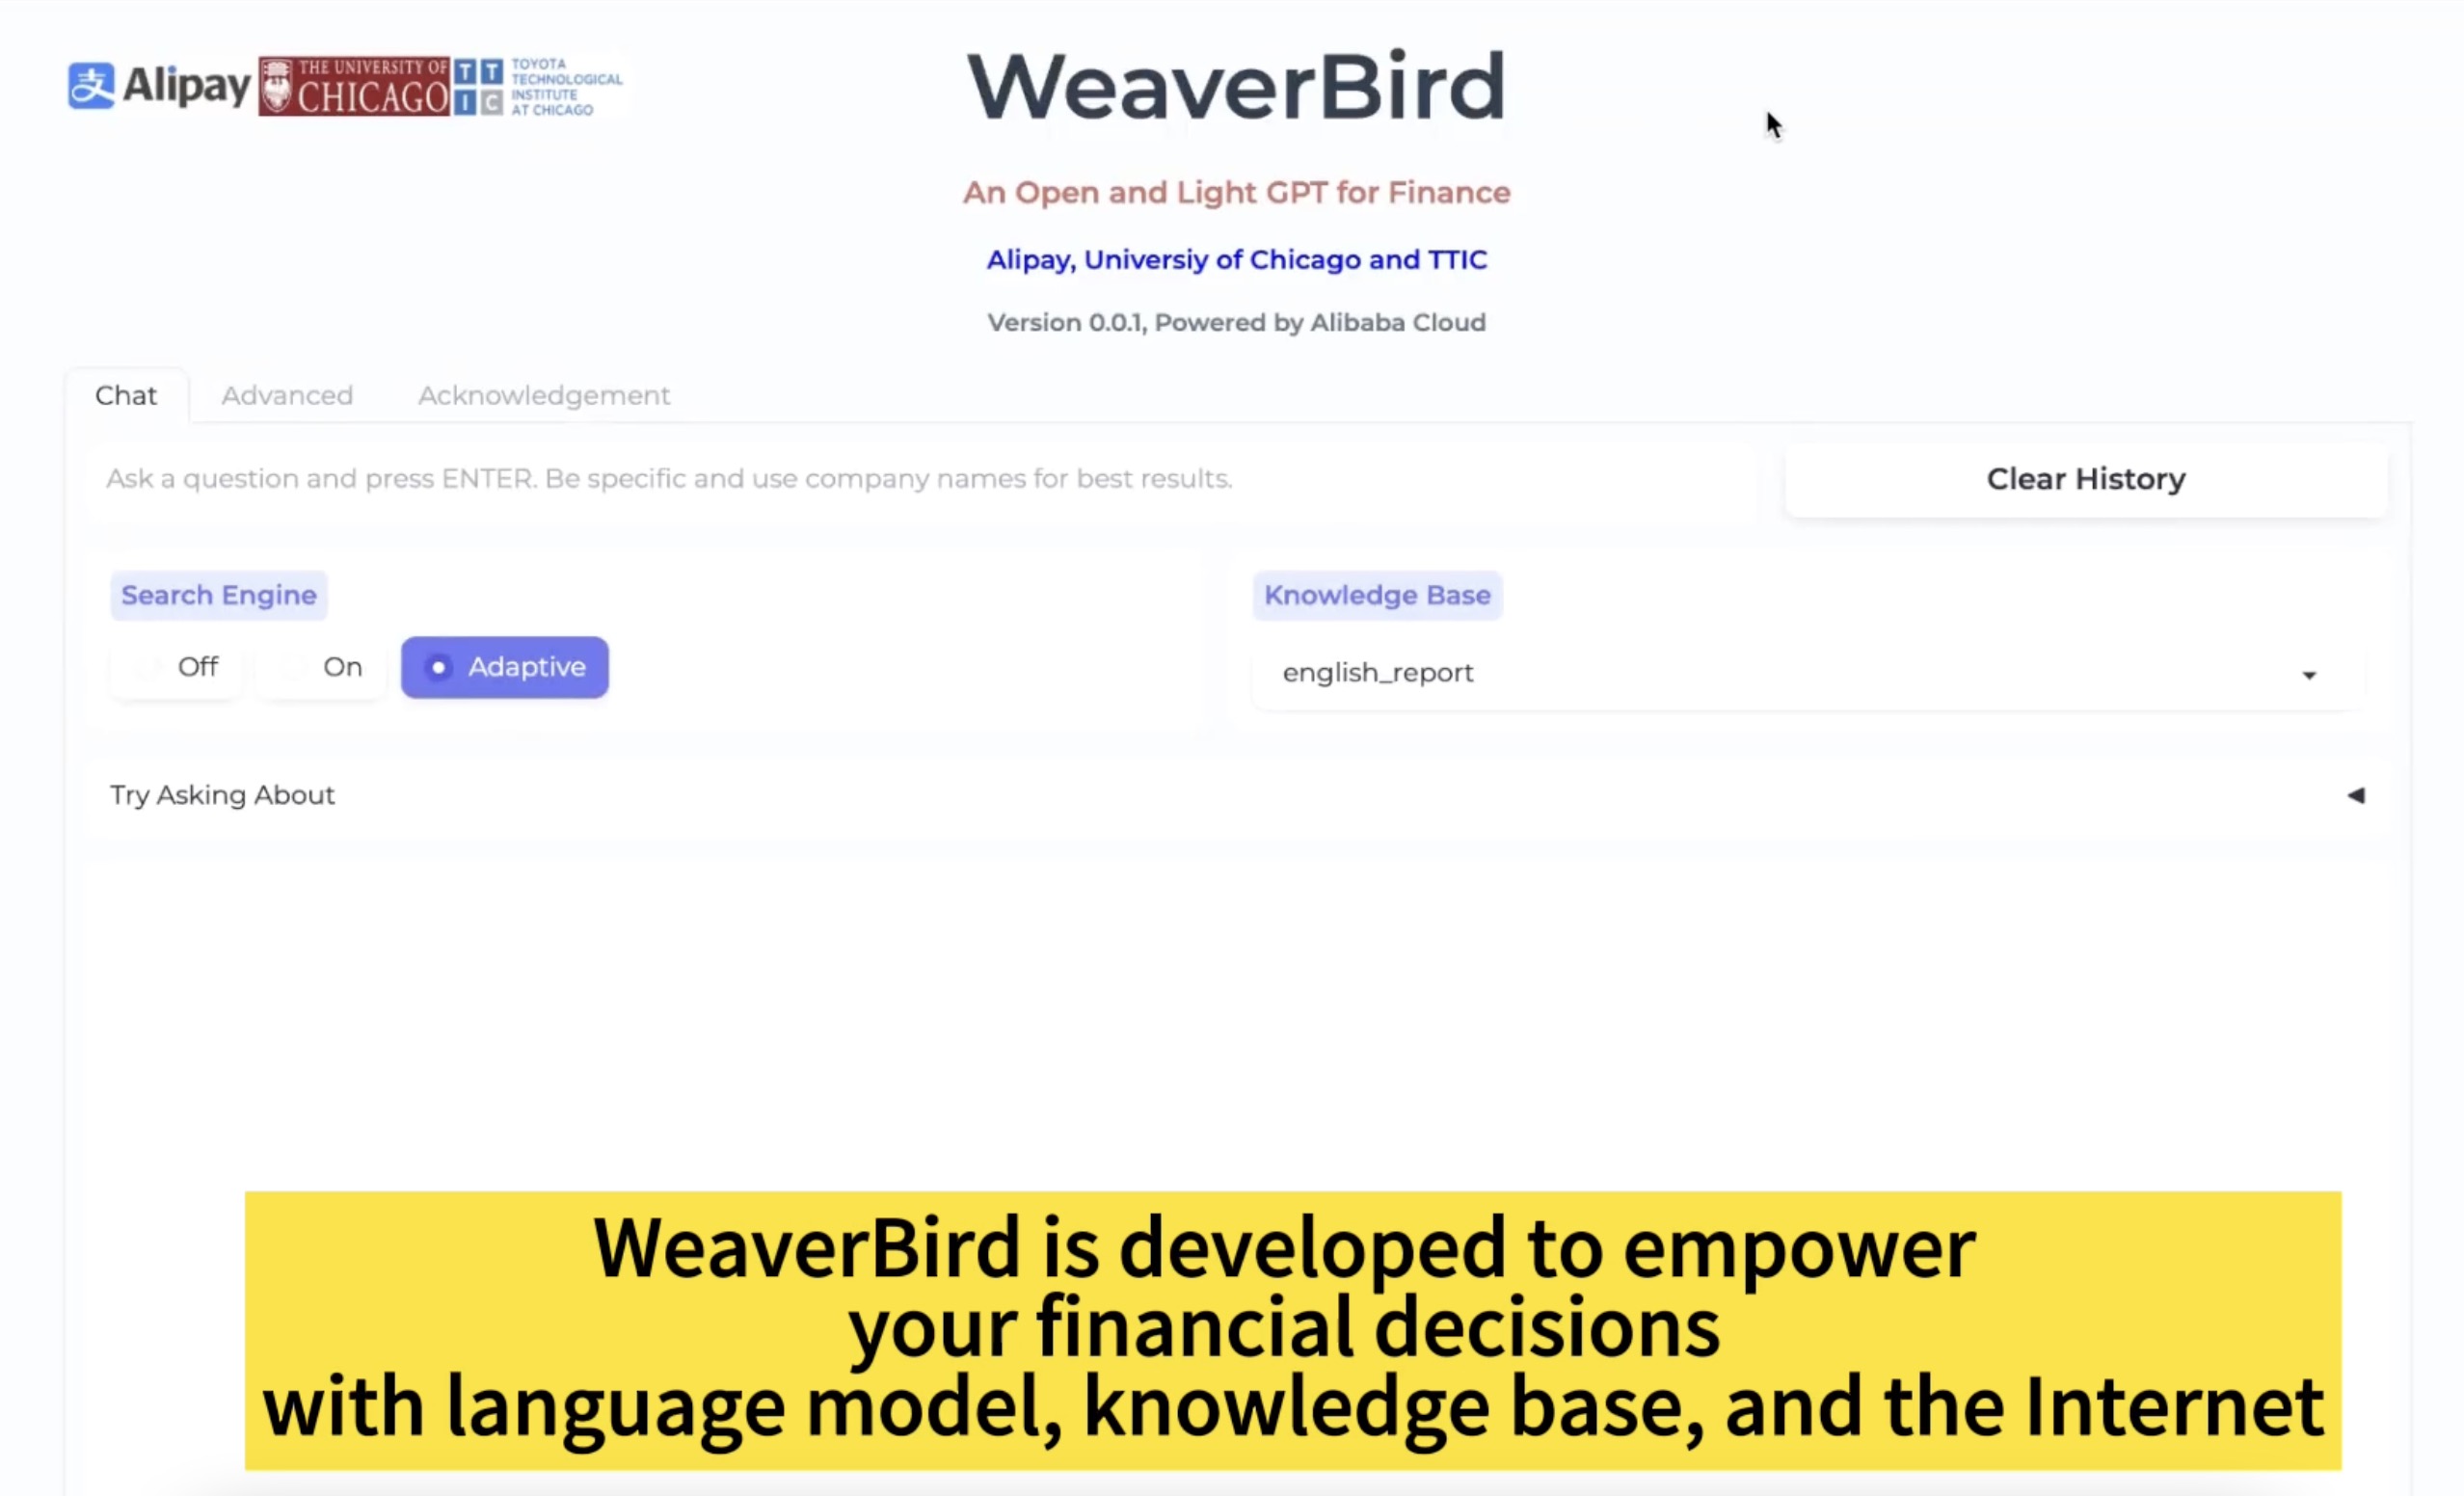 支 Alipay
THE UNIVERSITY OF
CHICAGO
T T
I C
TOYOTA
TECHNOLOGICAL
INSTITUTE
AT CHICAGO
WeaverBird
An Open and Light GPT for Finance
Alipay, Universiy of Chicago and TTIC
Version 0.0.1, Powered by Alibaba Cloud
Chat Advanced Acknowledgement
Ask a question and press ENTER. Be specific and use company names for best results.
Clear History
Search Engine
Off On Adaptive
Knowledge Base
english_report
Try Asking About
WeaverBird is developed to empower
your financial decisions
with language model, knowledge base, and the Internet